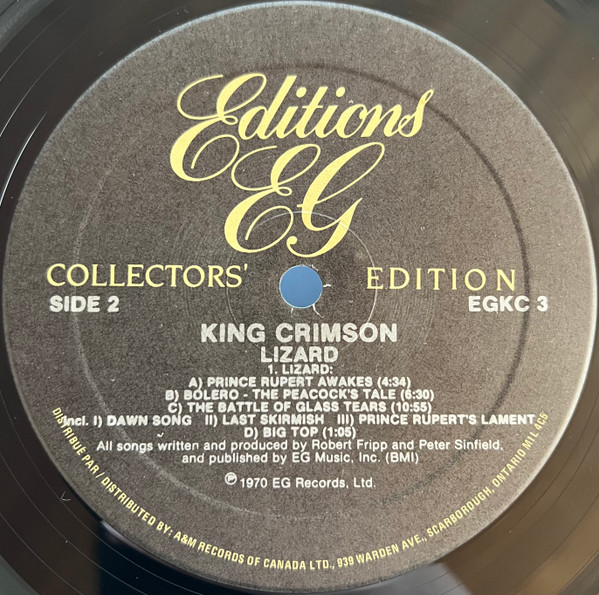 Editions
EG
COLLECTORS' EDITION
SIDE 2 EGKC 3
KING CRIMSON
LIZARD
1. LIZARD:
A) PRINCE RUPERT AWAKES (4:34)
B) BOLERO - THE PEACOCK'S TALE (6:30)
C) THE BATTLE OF GLASS TEARS (10:55)
Incl. I) DAWN SONG II) LAST SKIRMISH III) PRINCE RUPERT'S LAMENT
D) BIG TOP (1:05)
All songs written and produced by Robert Fripp and Peter Sinfield,
and published by EG Music, Inc. (BMI)
℗ 1970 EG Records, Ltd.
DISTRIBUÉ PAR / DISTRIBUTED BY: A&M RECORDS OF CANADA LTD., 939 WARDEN AVE., SCARBOROUGH, ONTARIO M1L 4C5